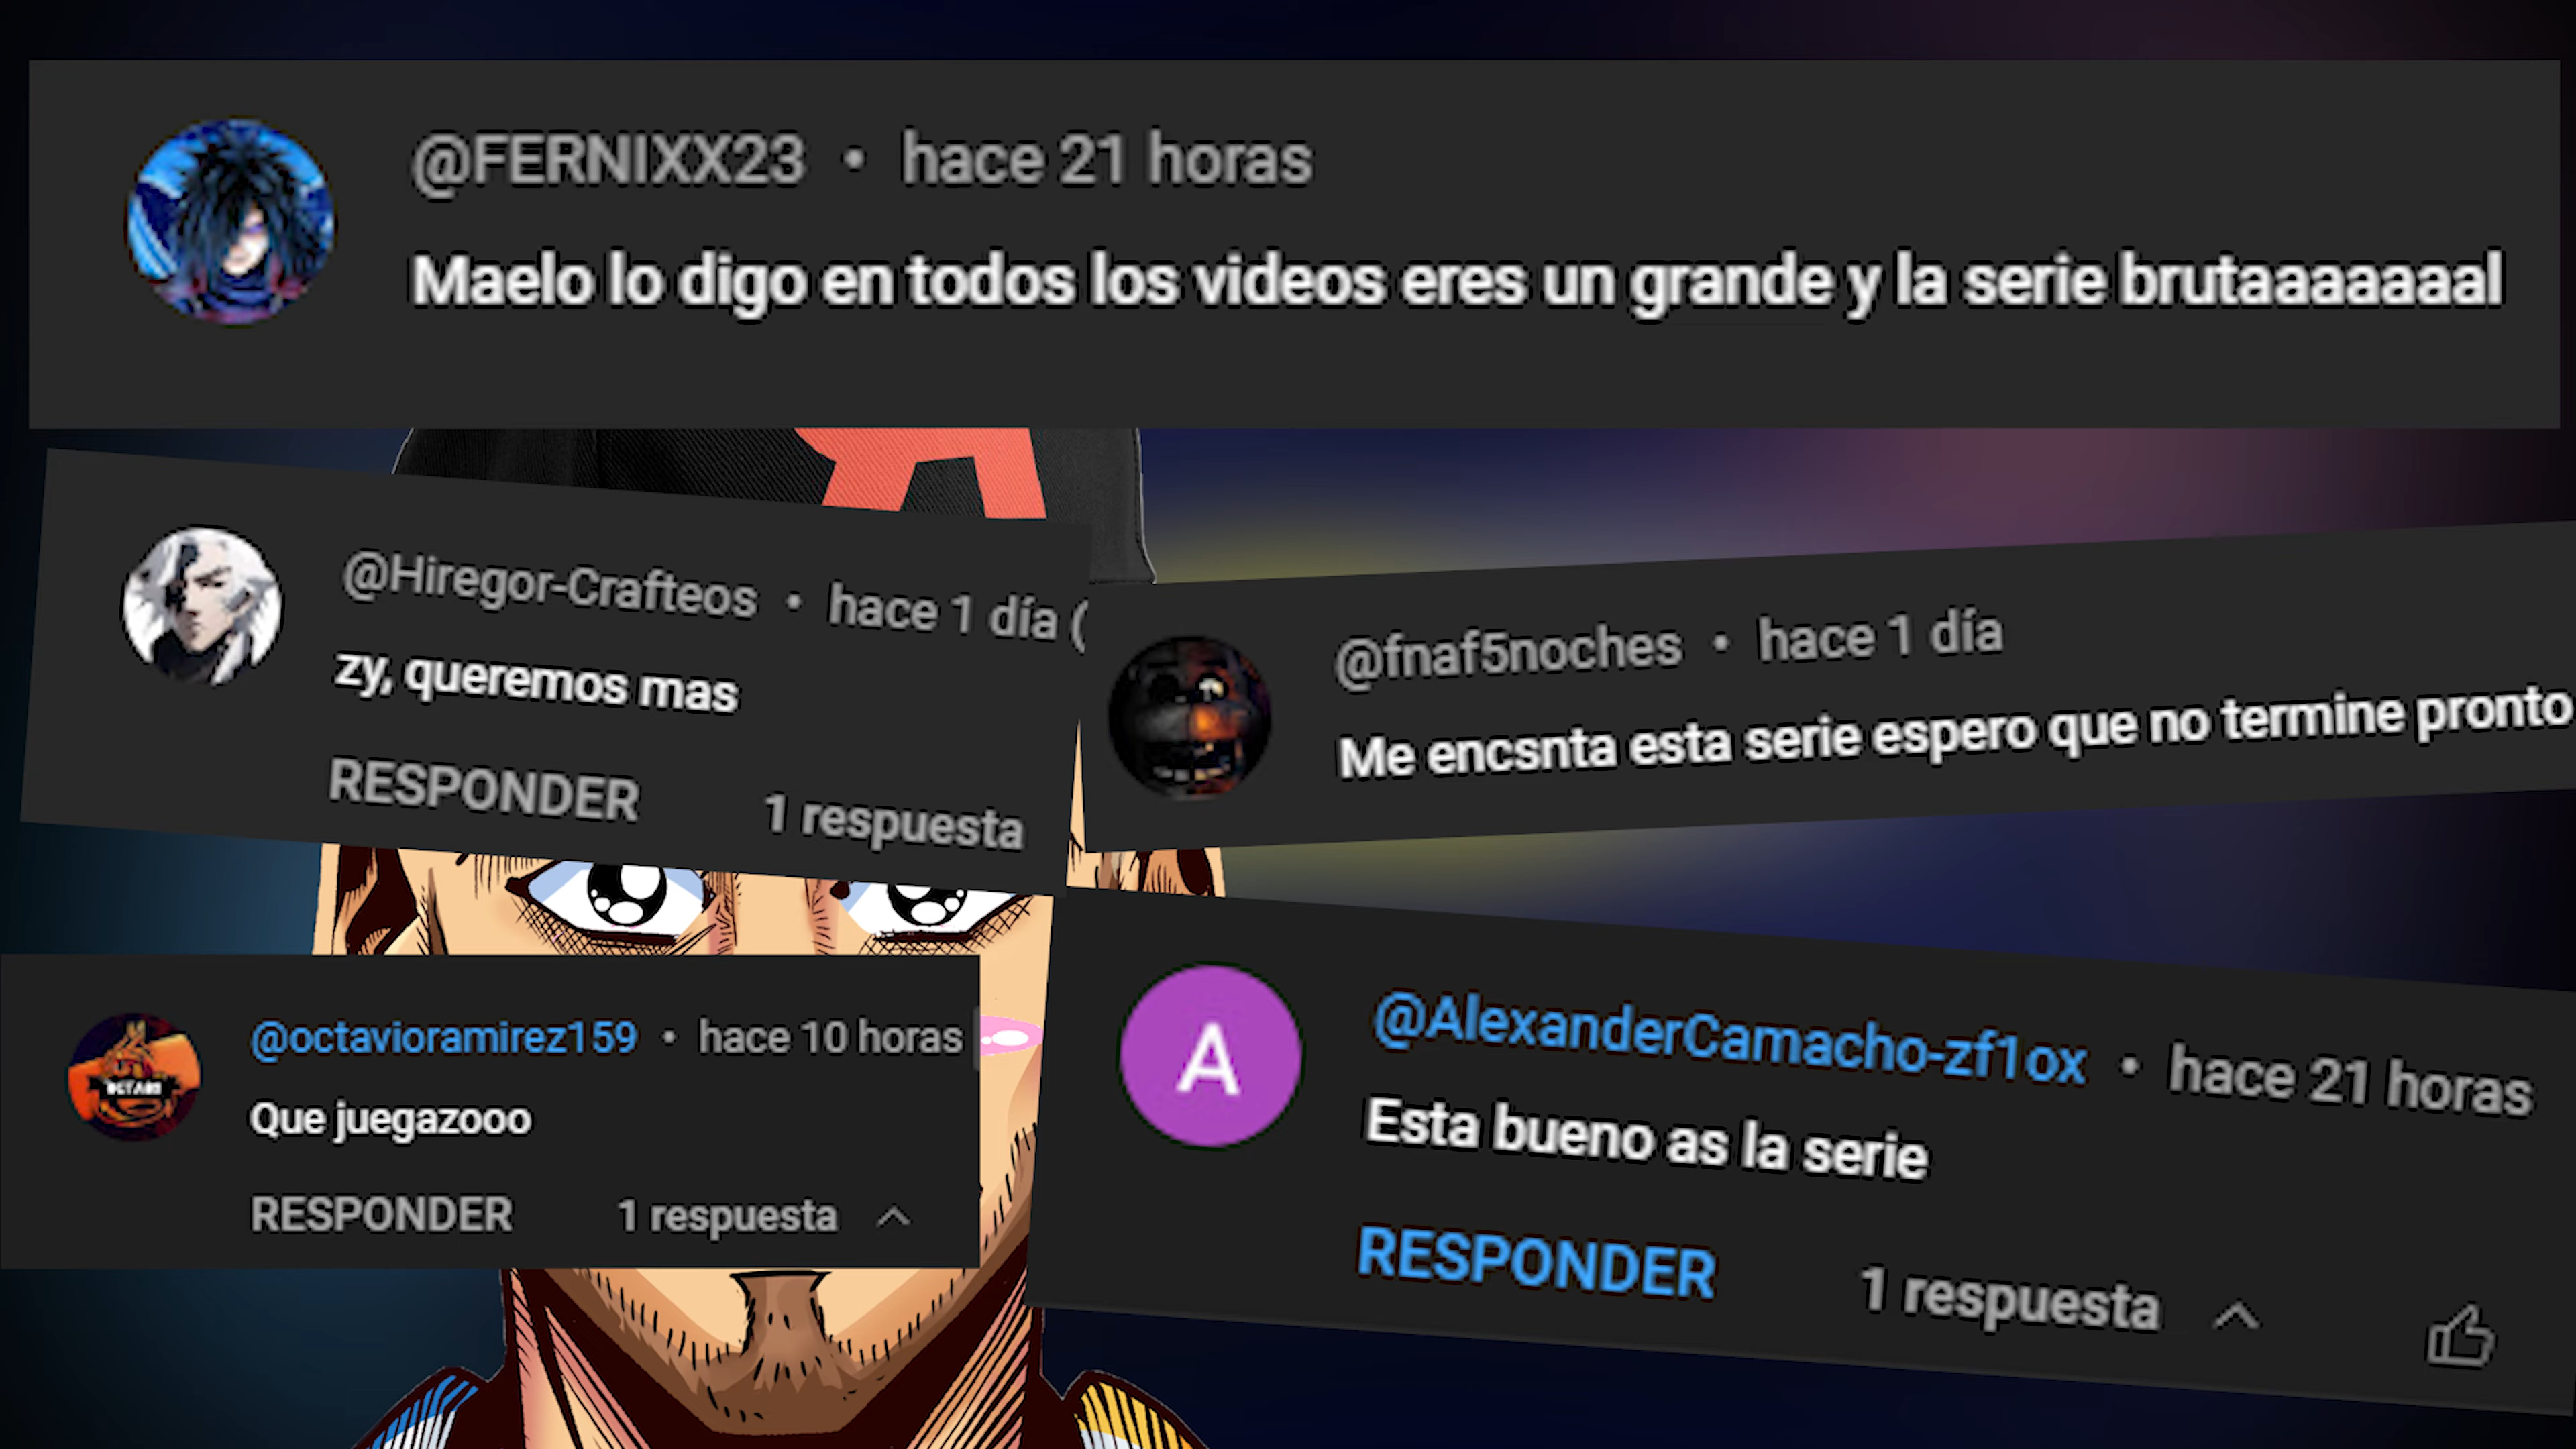 @FERNIXX23 • hace 21 horas
Maelo lo digo en todos los videos eres un grande y la serie brutaaaaaaal
@Hiregor-Crafteos • hace 1 día (
zy, queremos mas
RESPONDER 1 respuesta
@fnaf5noches • hace 1 día
Me encsnta esta serie espero que no termine pronto
@octavioramirez159 • hace 10 horas
Que juegazooo
RESPONDER 1 respuesta
A
@AlexanderCamacho-zf1ox • hace 21 horas
Esta bueno as la serie
RESPONDER 1 respuesta